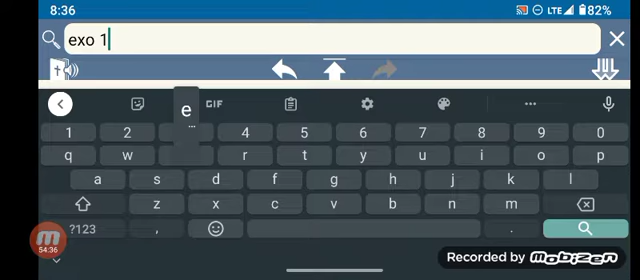 8:36 LTE 82%
exo 1
e
GIF
1 2 4 5 6 7 8 9 0
q w r t y u i o p
a s d f g h j k l
z x c v b n m
?123 , .
54:36
Recorded by Mobizen